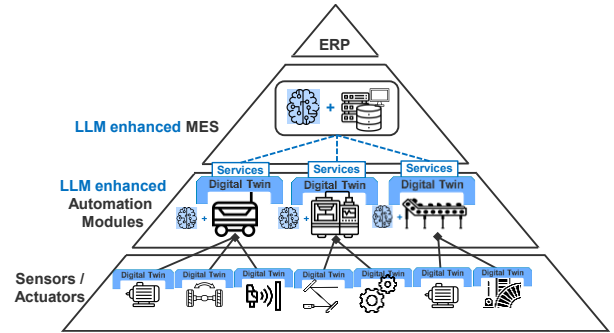 ERP
LLM enhanced MES
Services
Services
Services
LLM enhanced
Automation
Modules
Digital Twin
Digital Twin
Digital Twin
+
+
+
+
Sensors /
Actuators
Digital Twin
Digital Twin
Digital Twin
Digital Twin
Digital Twin
Digital Twin
Digital Twin